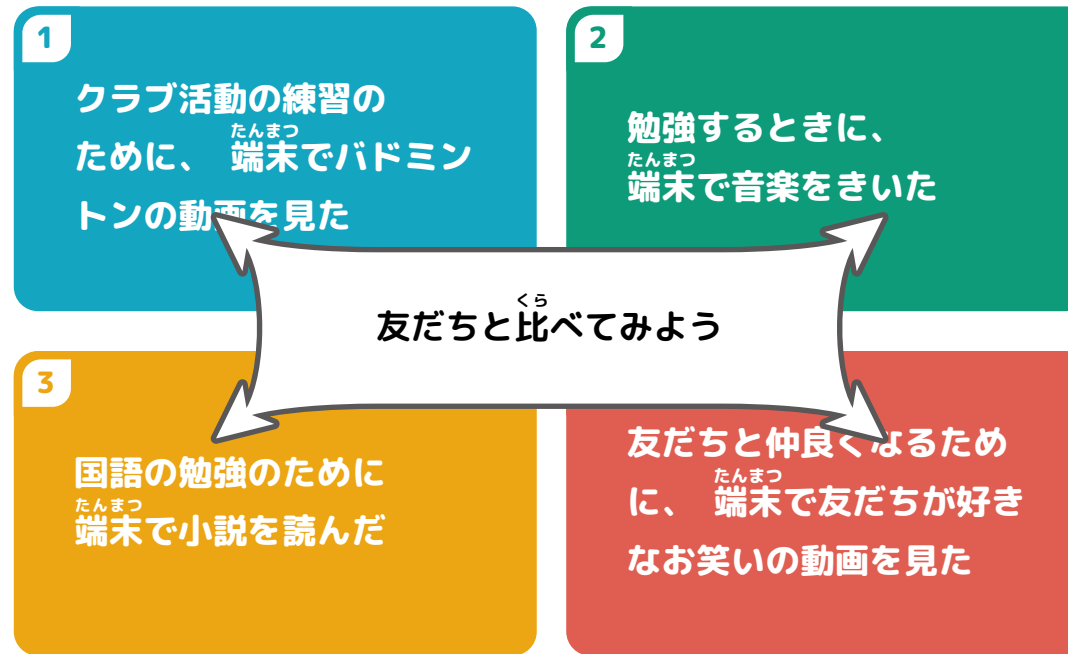 1
クラブ活動の練習の
たんまつ
ために、 端末でバドミン
トンの動画を見た
2
勉強するときに、
たんまつ
端末で音楽をきいた
くら
友だちと比べてみよう
3
国語の勉強のために
たんまつ
端末で小説を読んだ
友だちと仲良くなるため
たんまつ
に、 端末で友だちが好き
なお笑いの動画を見た